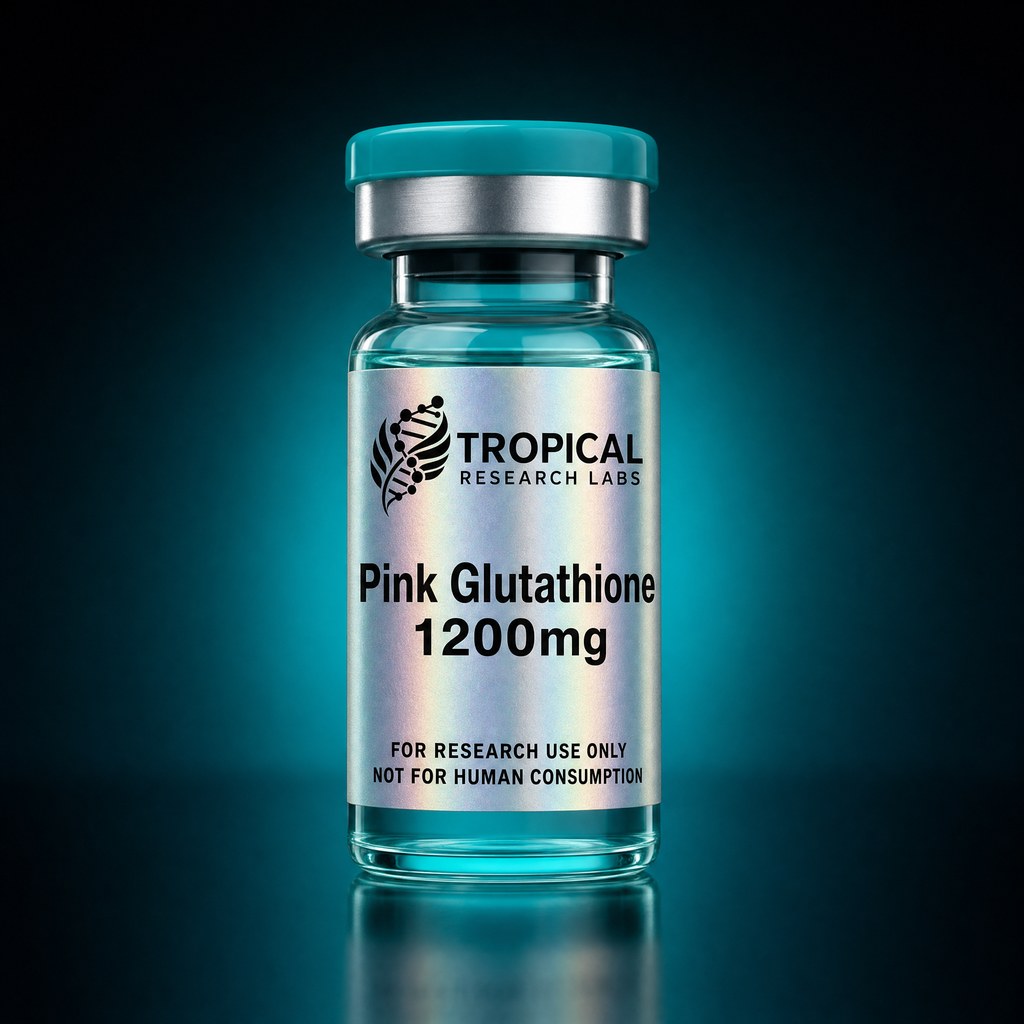 TROPICAL
RESEARCH LABS
Pink Glutathione
1200mg
FOR RESEARCH USE ONLY
NOT FOR HUMAN CONSUMPTION